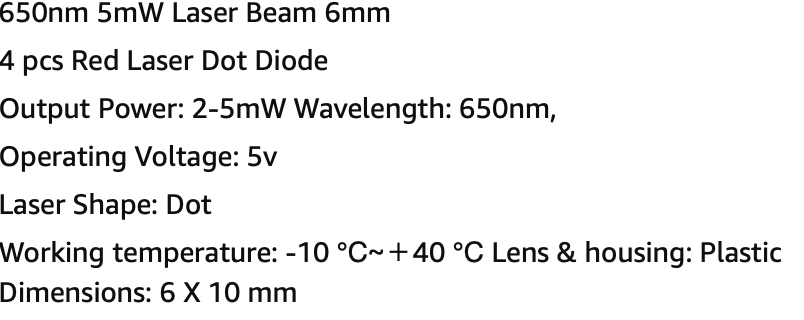 650nm 5mW Laser Beam 6mm
4 pcs Red Laser Dot Diode
Output Power: 2-5mW Wavelength: 650nm,
Operating Voltage: 5v
Laser Shape: Dot
Working temperature: -10 ℃~＋40 ℃ Lens & housing: Plastic
Dimensions: 6 X 10 mm